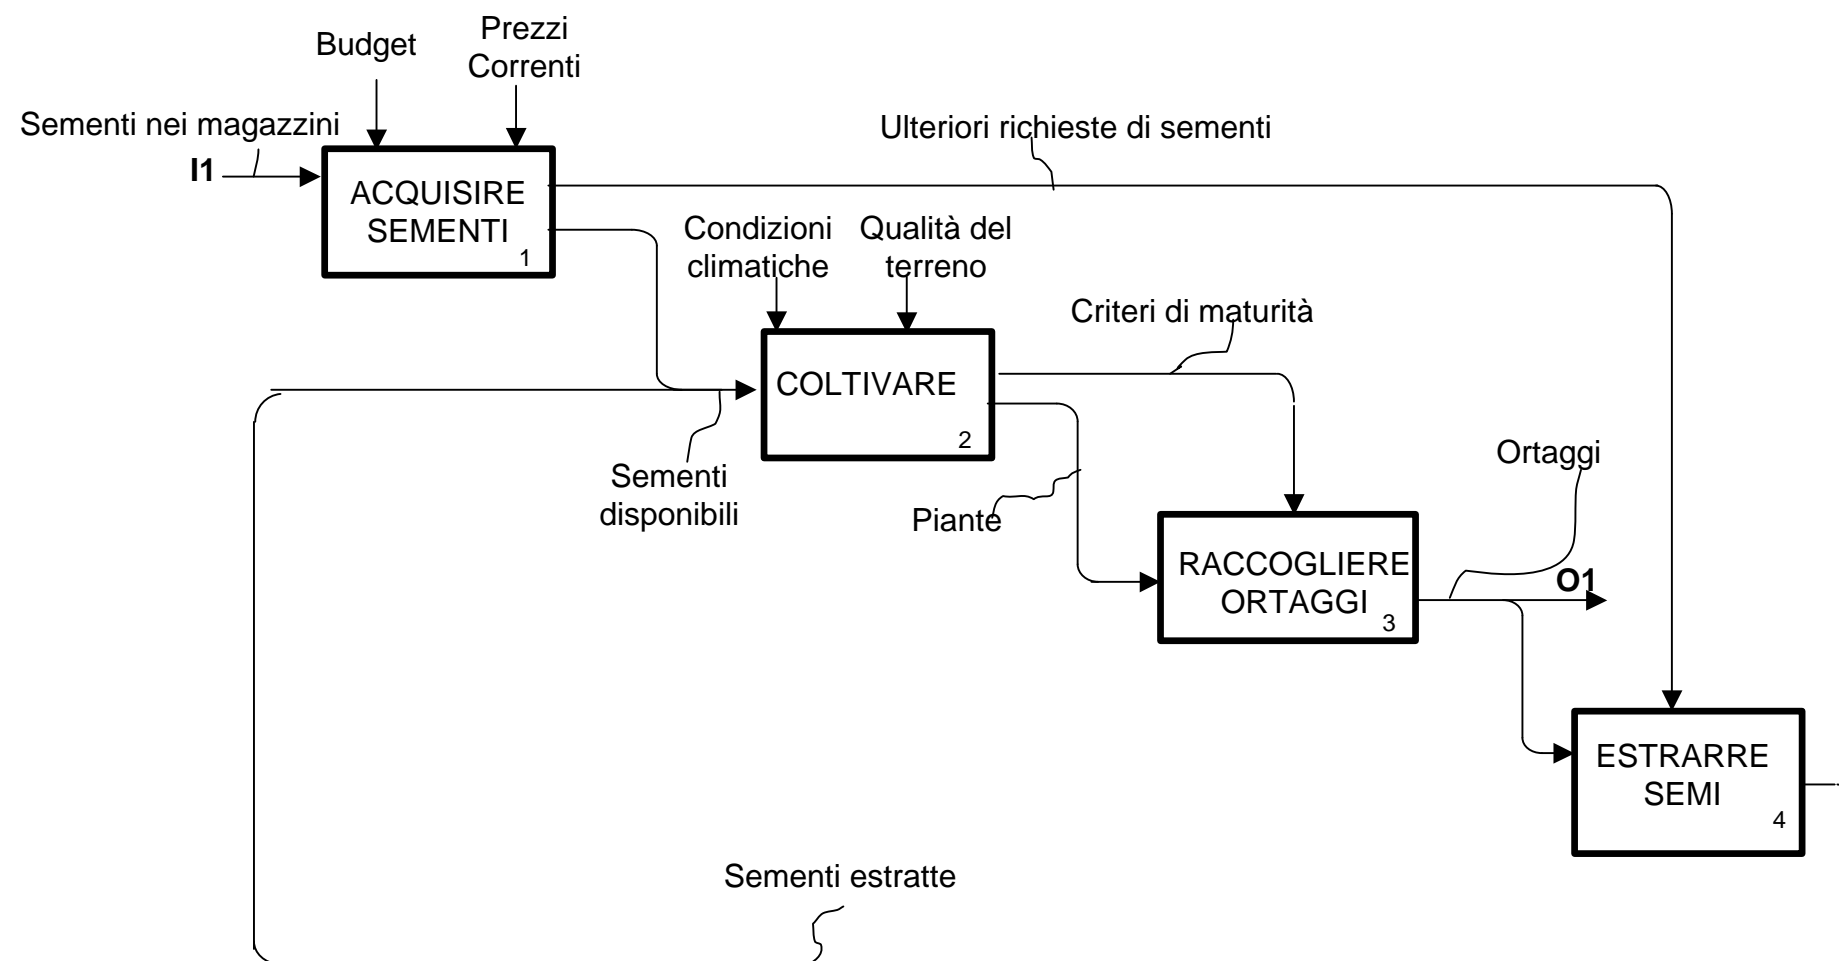 Budget
Prezzi
Correnti
Sementi nei magazzini
I1
Ulteriori richieste di sementi
ACQUISIRE
SEMENTI
1
Condizioni
climatiche
Qualità del
terreno
Criteri di maturità
COLTIVARE
2
Sementi
disponibili
Piante
Ortaggi
O1
RACCOGLIERE
ORTAGGI
3
ESTRARRE
SEMI
4
Sementi estratte